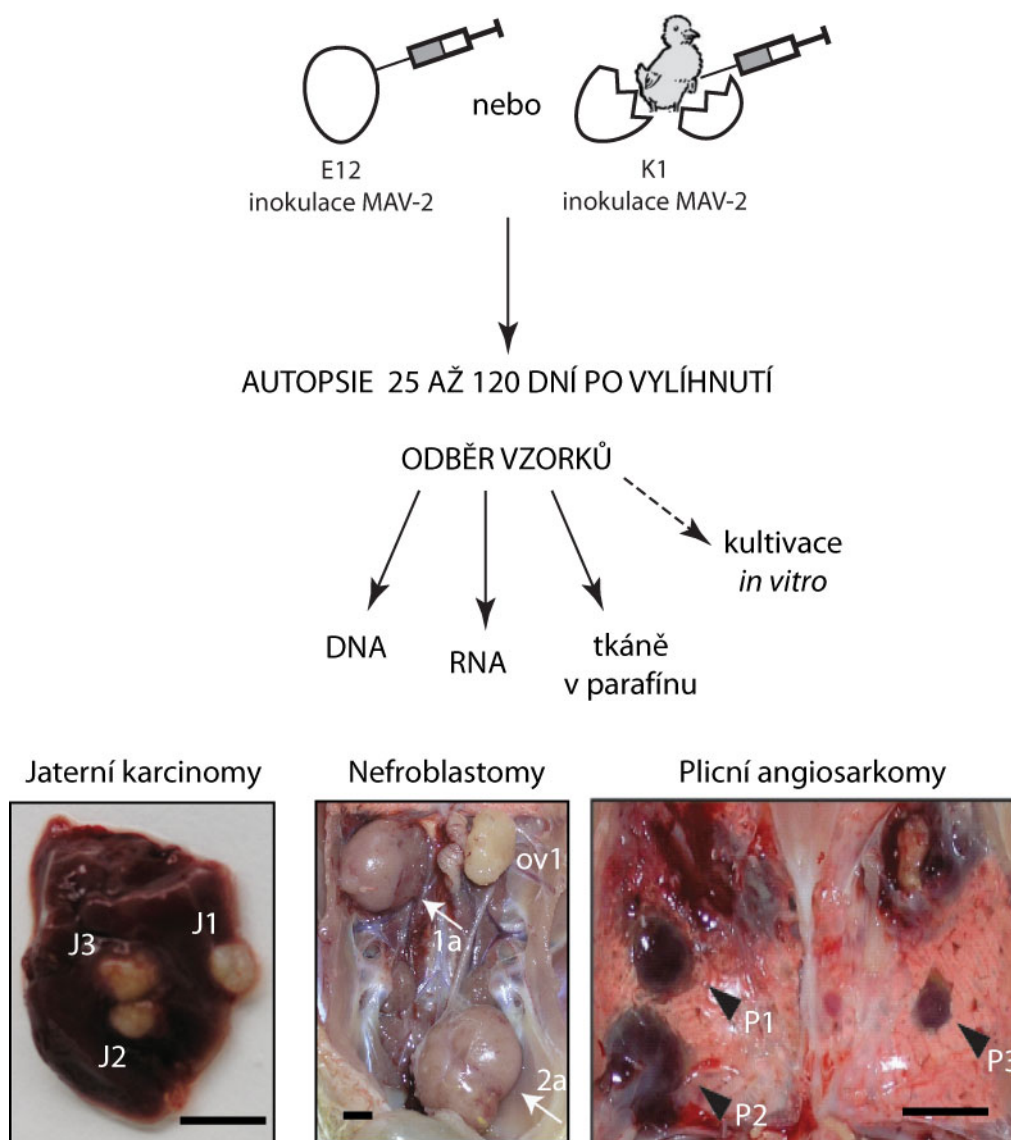 nebo
E12
inokulace MAV-2
K1
inokulace MAV-2
AUTOPSIE 25 AŽ 120 DNÍ PO VYLÍHNUTÍ
ODBĚR VZORKŮ
kultivace
in vitro
DNA
RNA
tkáně
v parafínu
Jaterní karcinomy
Nefroblastomy
Plicní angiosarkomy
J1
J3
J2
ov1
1a
2a
P1
P2
P3